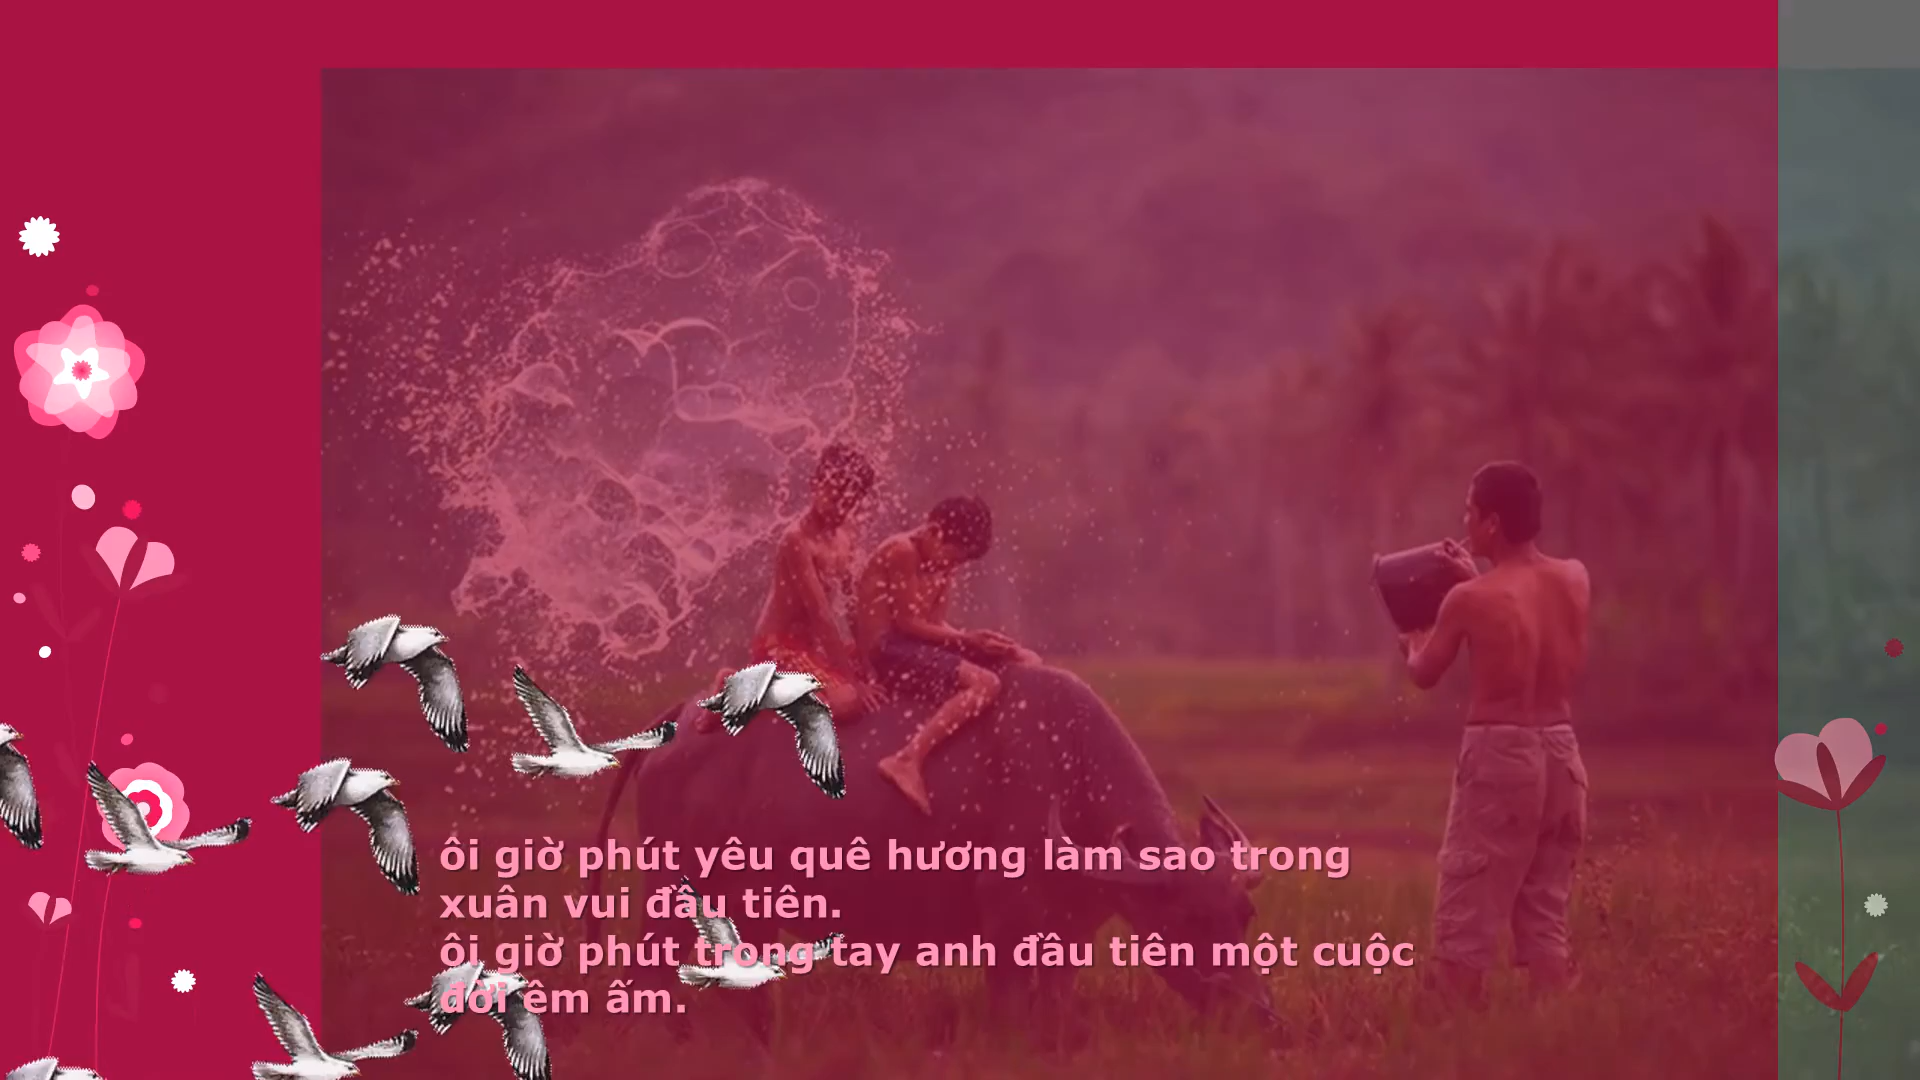 ôi giờ phút yêu quê hương làm sao trong
xuân vui đầu tiên.
ôi giờ phút trong tay anh đầu tiên một cuộc
đời êm ấm.